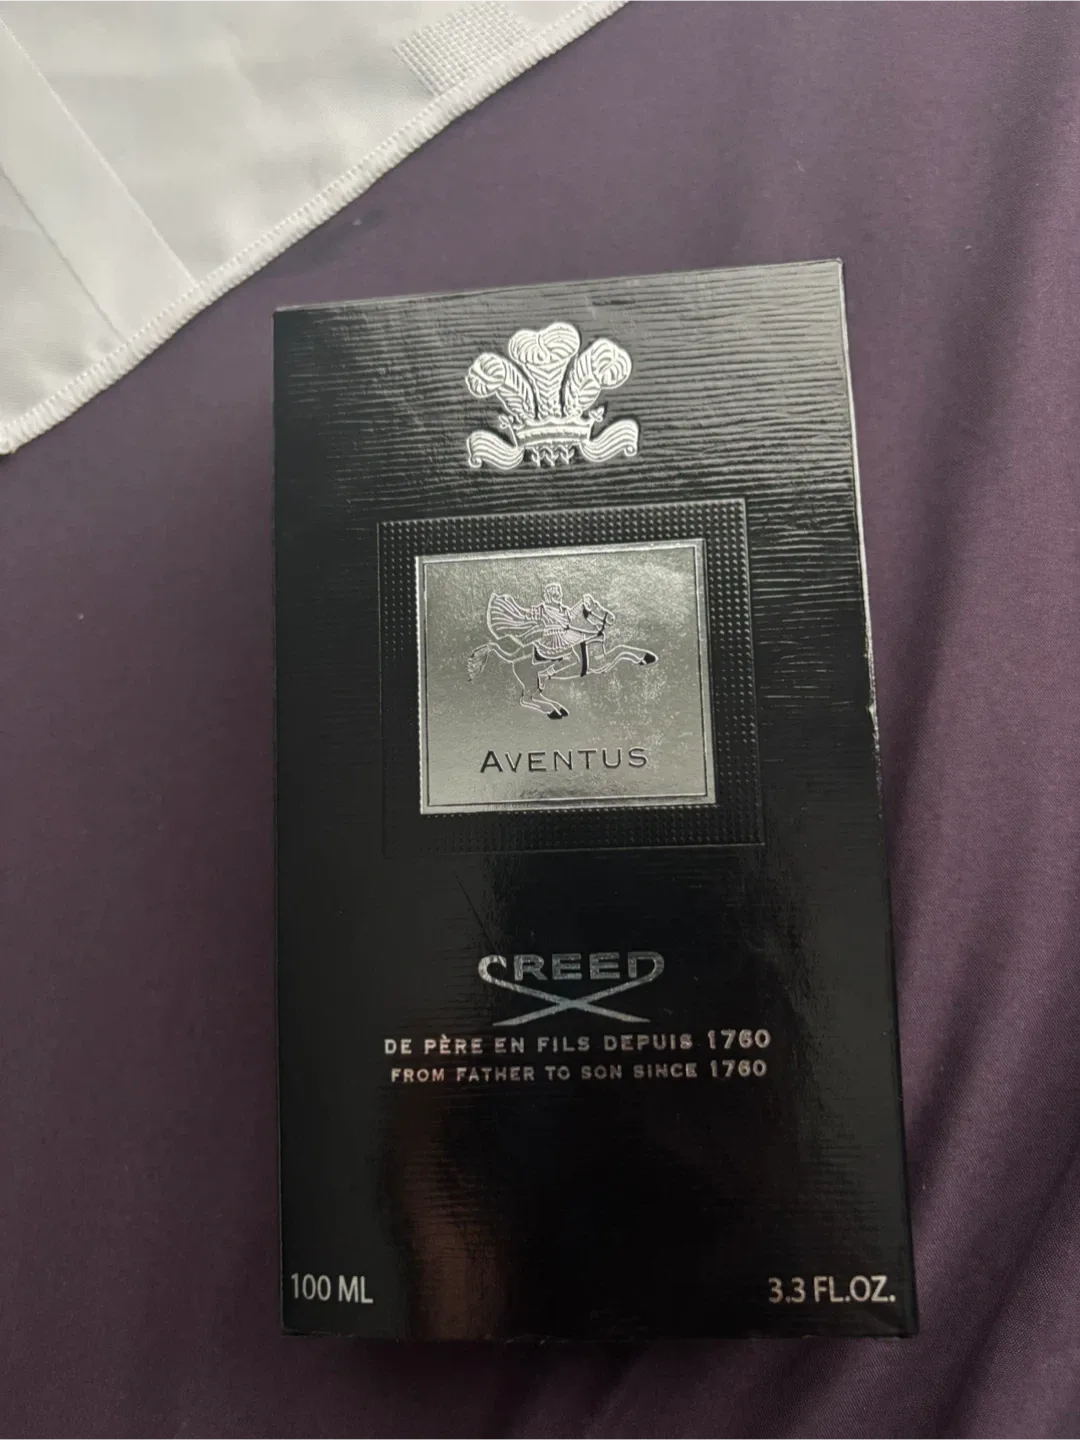 AVENTUS
CREED
DE PÈRE EN FILS DEPUIS 1760
FROM FATHER TO SON SINCE 1760
100 ML
3.3 FL.OZ.